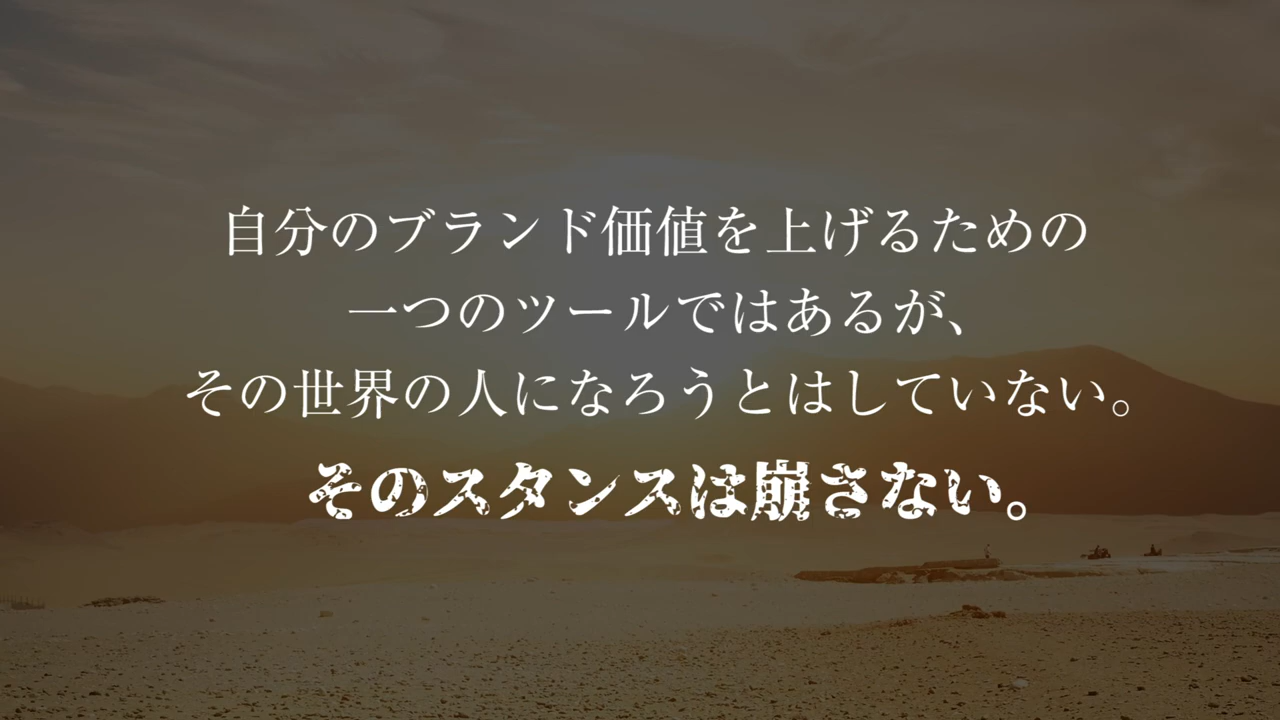 自分のブランド価値を上げるための
一つのツールではあるが、
その世界の人になろうとはしていない。
そのスタンスは崩さない。